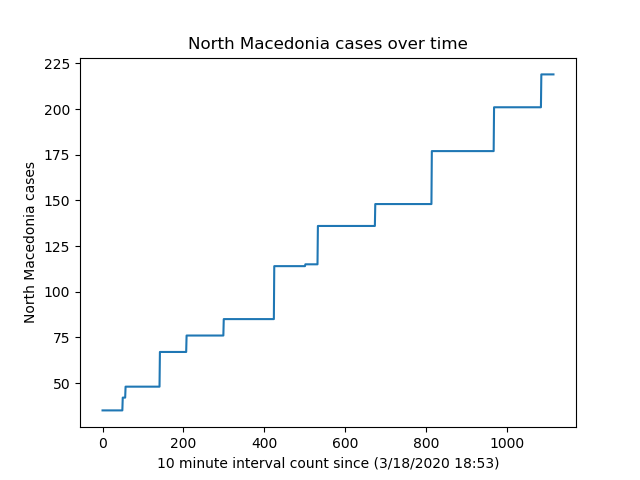 North Macedonia cases over time
225
200
175
150
125
100
75
50
North Macedonia cases
0 200 400 600 800 1000
10 minute interval count since (3/18/2020 18:53)